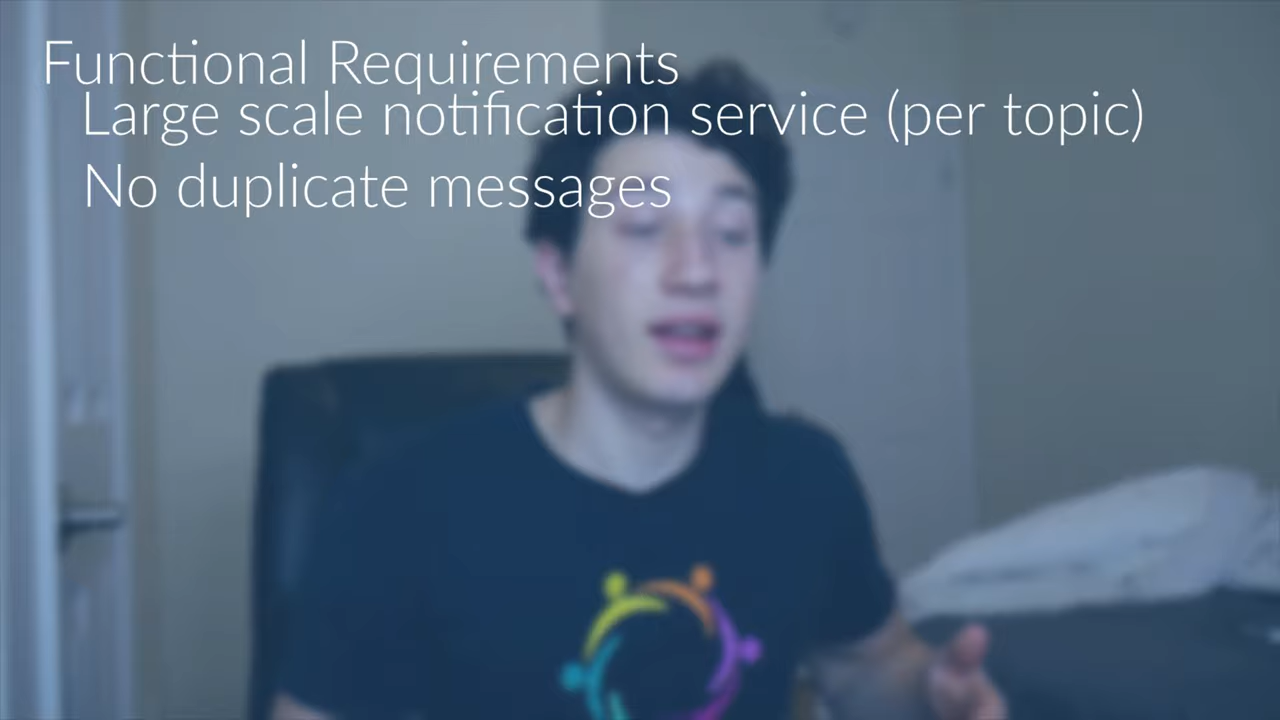 Functional Requirements
Large scale notification service (per topic)
No duplicate messages